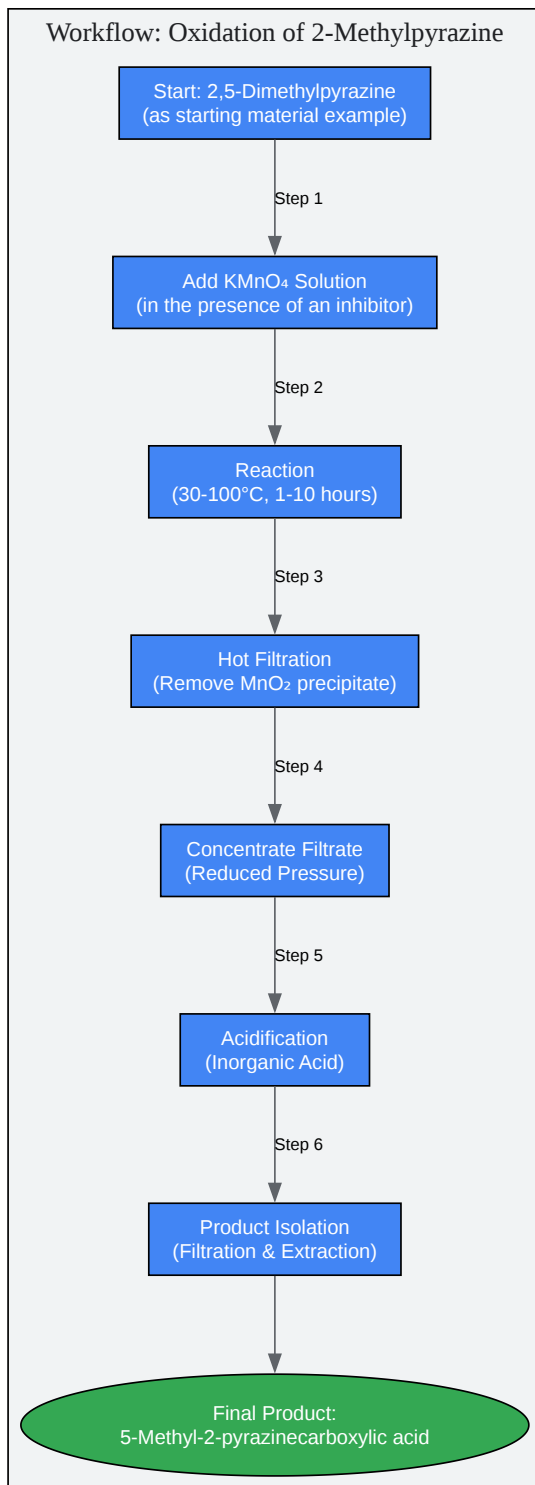 Workflow: Oxidation of 2-Methylpyrazine
Start: 2,5-Dimethylpyrazine
(as starting material example)
Step 1
Add KMnO₄ Solution
(in the presence of an inhibitor)
Step 2
Reaction
(30-100°C, 1-10 hours)
Step 3
Hot Filtration
(Remove MnO₂ precipitate)
Step 4
Concentrate Filtrate
(Reduced Pressure)
Step 5
Acidification
(Inorganic Acid)
Step 6
Product Isolation
(Filtration & Extraction)
Final Product:
5-Methyl-2-pyrazinecarboxylic acid